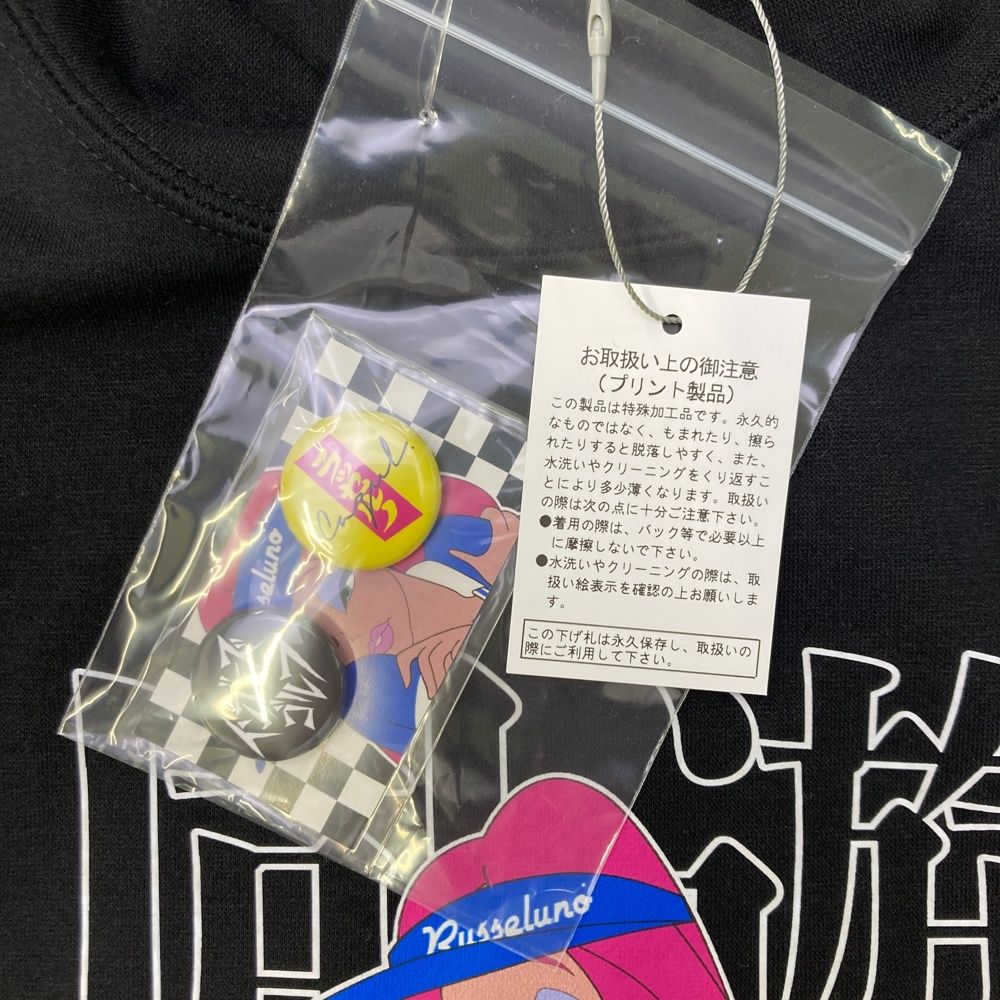 お取扱い上の御注意
（プリント製品）
この製品は特殊加工品です。永久的
なものではなく、もまれたり、擦ら
れたりすると脱落しやすく、また、
水洗いやクリーニングをくり返すこ
とにより多少薄くなります。取扱い
の際は次の点に十分ご注意下さい。
●着用の際は、バック等で必要以上
に摩擦しないで下さい。
●水洗いやクリーニングの際は、取
扱い絵表示を確認の上お願いしま
す。
この下げ札は永久保存し、取扱いの
際にご利用して下さい。
sseluno
Russeluno